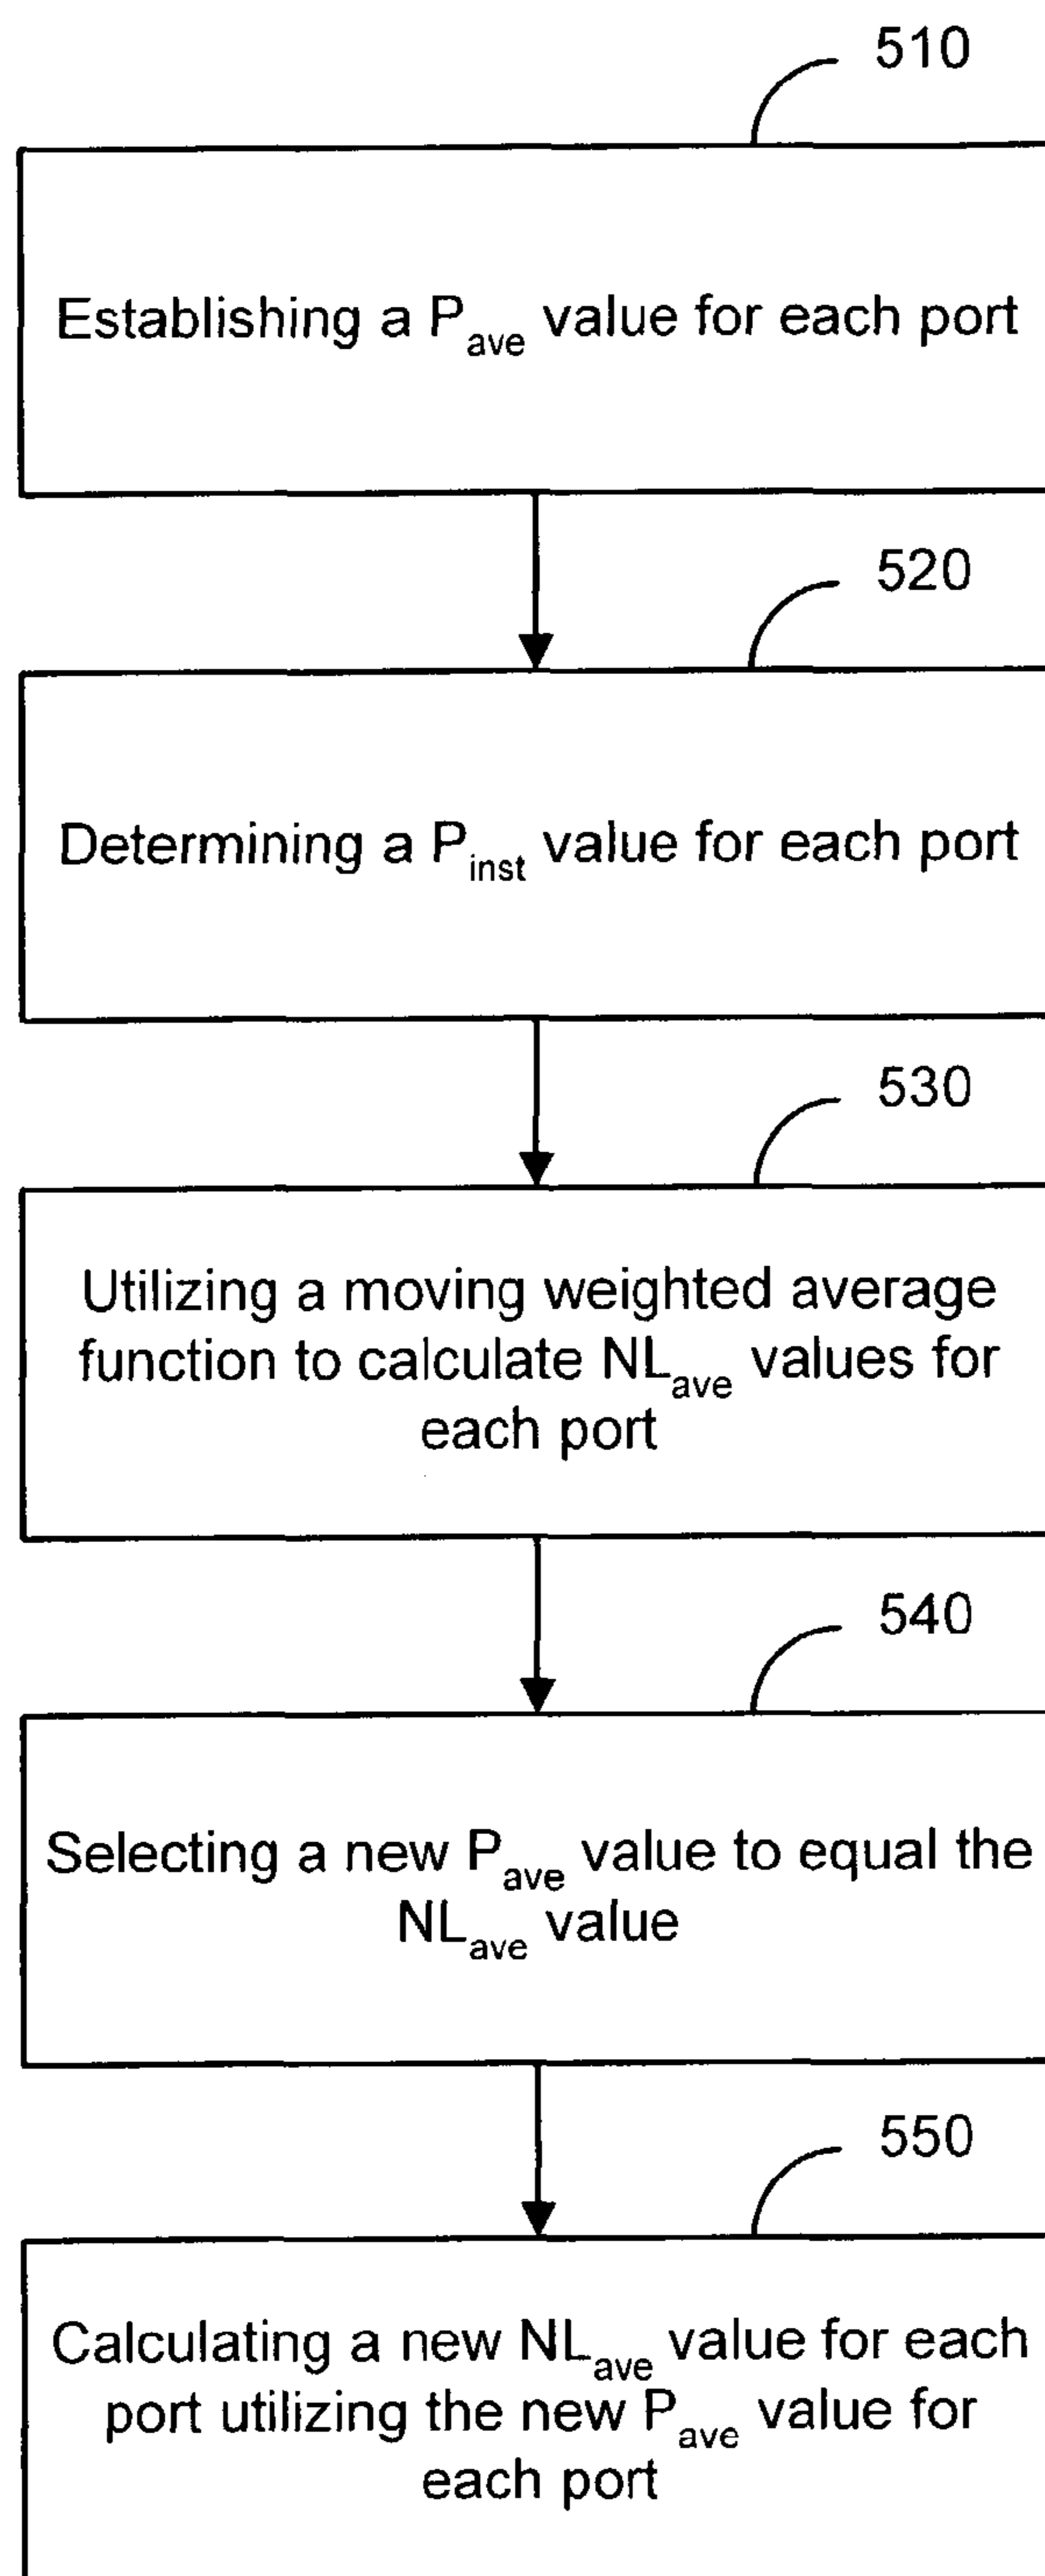 510
Establishing a P_ave value for each port
520
Determining a P_inst value for each port
530
Utilizing a moving weighted average
function to calculate NL_ave values for
each port
540
Selecting a new P_ave value to equal the
NL_ave value
550
Calculating a new NL_ave value for each
port utilizing the new P_ave value for
each port